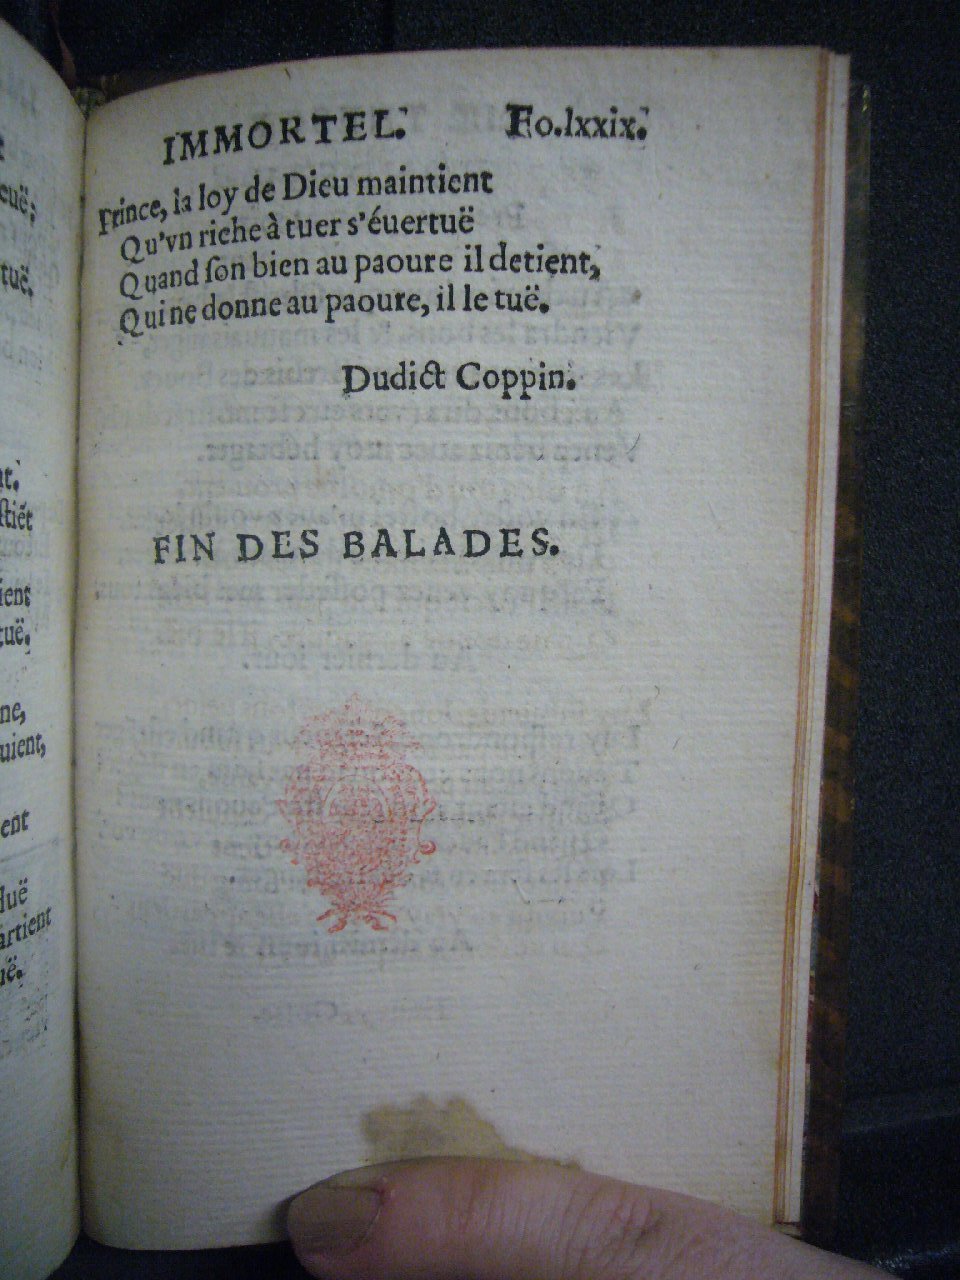 IMMORTEL. Fo.lxxix.
Prince, la loy de Dieu maintient
Qu'vn riche à tuer s'éuertuë
Quand son bien au paoure il detient,
Qui ne donne au paoure, il le tuë.
Dudict Coppin.
FIN DES BALADES.